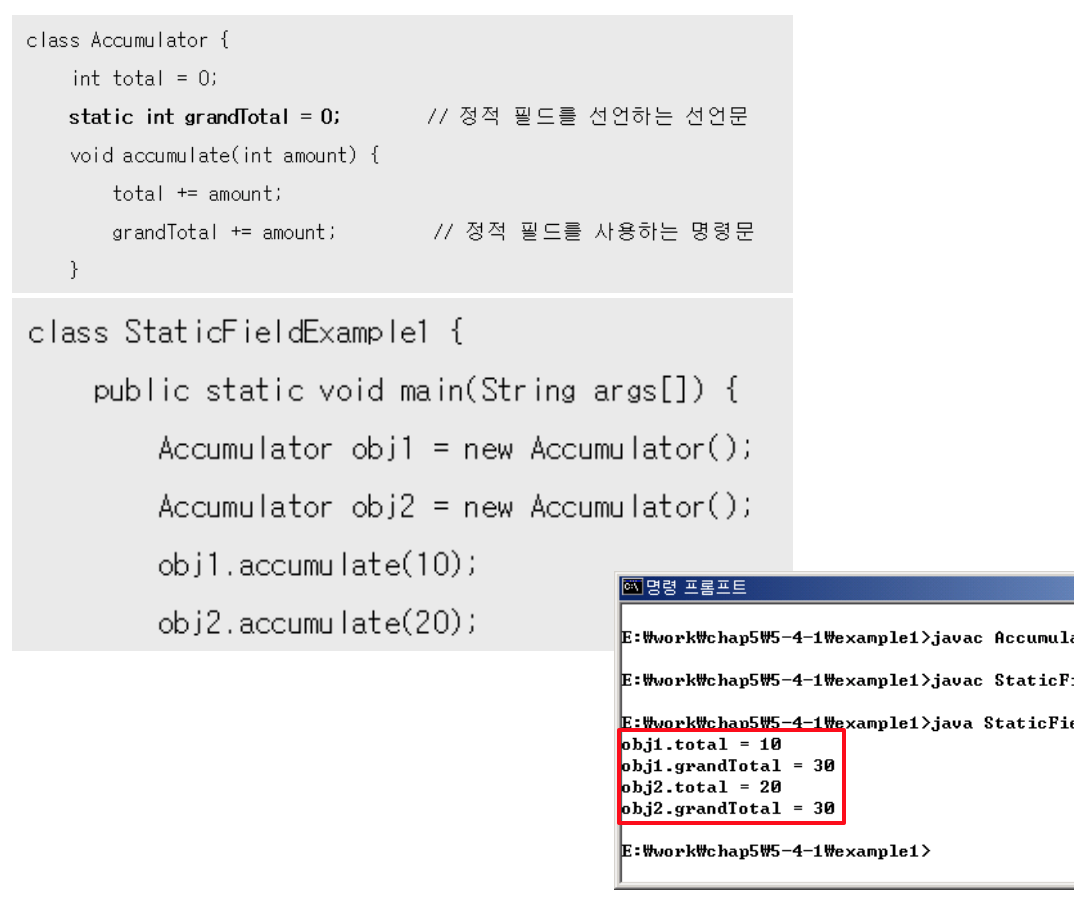 class Accumulator {
int total = 0;
static int grandTotal = 0; // 정적 필드를 선언하는 선언문
void accumulate(int amount) {
total += amount;
grandTotal += amount; // 정적 필드를 사용하는 명령문
}
class StaticFieldExample1 {
public static void main(String args[]) {
Accumulator obj1 = new Accumulator();
Accumulator obj2 = new Accumulator();
obj1.accumulate(10);
obj2.accumulate(20);
명령 프롬프트
E:₩work₩chap5₩5-4-1₩example1>javac Accumula
E:₩work₩chap5₩5-4-1₩example1>javac StaticFi
E:₩work₩chap5₩5-4-1₩example1>java StaticFie
obj1.total = 10
obj1.grandTotal = 30
obj2.total = 20
obj2.grandTotal = 30
E:₩work₩chap5₩5-4-1₩example1>